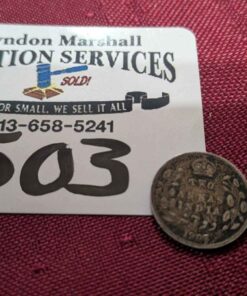 yndon Marshall
TION SERVICES
SOLD!
OR SMALL, WE SELL IT ALL
13-658-5241
503